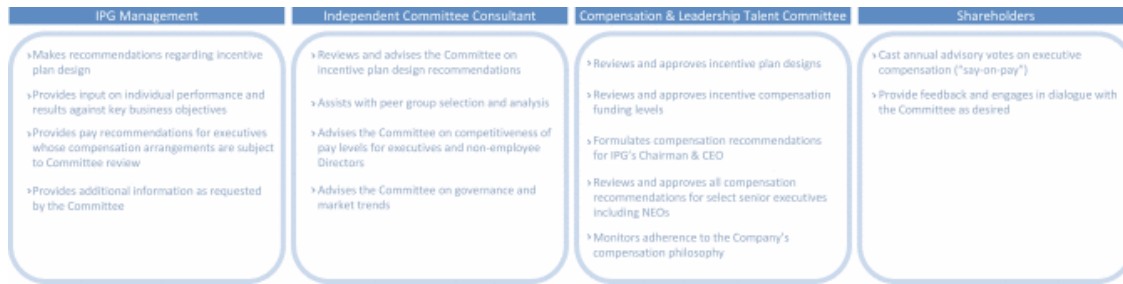 IPG Management
› Makes recommendations regarding incentive
plan design
› Provides input on individual performance and
results against key business objectives
› Provides pay recommendations for executives
whose compensation arrangements are subject
to Committee review
› Provides additional information as requested
by the Committee
Independent Committee Consultant
› Reviews and advises the Committee on
incentive plan design recommendations
› Assists with peer group selection and analysis
› Advises the Committee on competitiveness of
pay levels for executives and non-employee
Directors
› Advises the Committee on governance and
market trends
Compensation & Leadership Talent Committee
› Reviews and approves incentive plan designs
› Reviews and approves incentive compensation
funding levels
› Formulates compensation recommendations
for IPG's Chairman & CEO
› Reviews and approves all compensation
recommendations for select senior executives
including NEOs
› Monitors adherence to the Company's
compensation philosophy
Shareholders
› Cast annual advisory votes on executive
compensation ("say-on-pay")
› Provide feedback and engages in dialogue with
the Committee as desired